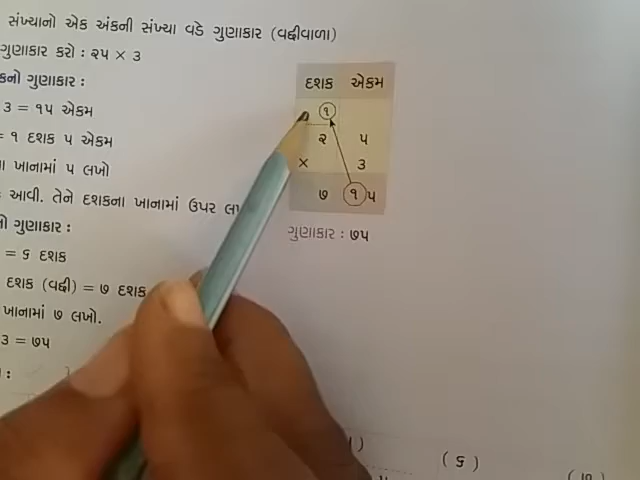 સંખ્યાનો એક અંકની સંખ્યા વડે ગુણાકાર (વદ્દીવાળા)
ગુણાકાર કરો : ૨૫ × ૩
કનો ગુણાકાર :
૩ = ૧૫ એકમ
= ૧ દશક ૫ એકમ
ખાનામાં ૫ લખો
આવી. તેને દશકના ખાનામાં ઉપર
ગુણાકાર :
= ૬ દશક
દશક (વદ્દી) = ૭ દશક
ખાનામાં ૭ લખો.
૩ = ૭૫
દશક એકમ
૧
૨ ૫
× ૩
૭ ૧ ૫
ગુણાકાર : ૭૫
( ૬ )